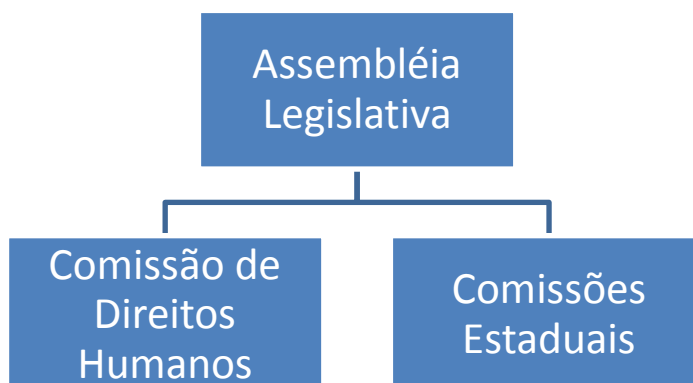 Assembléia
Legislativa
Comissão de
Direitos
Humanos
Comissões
Estaduais